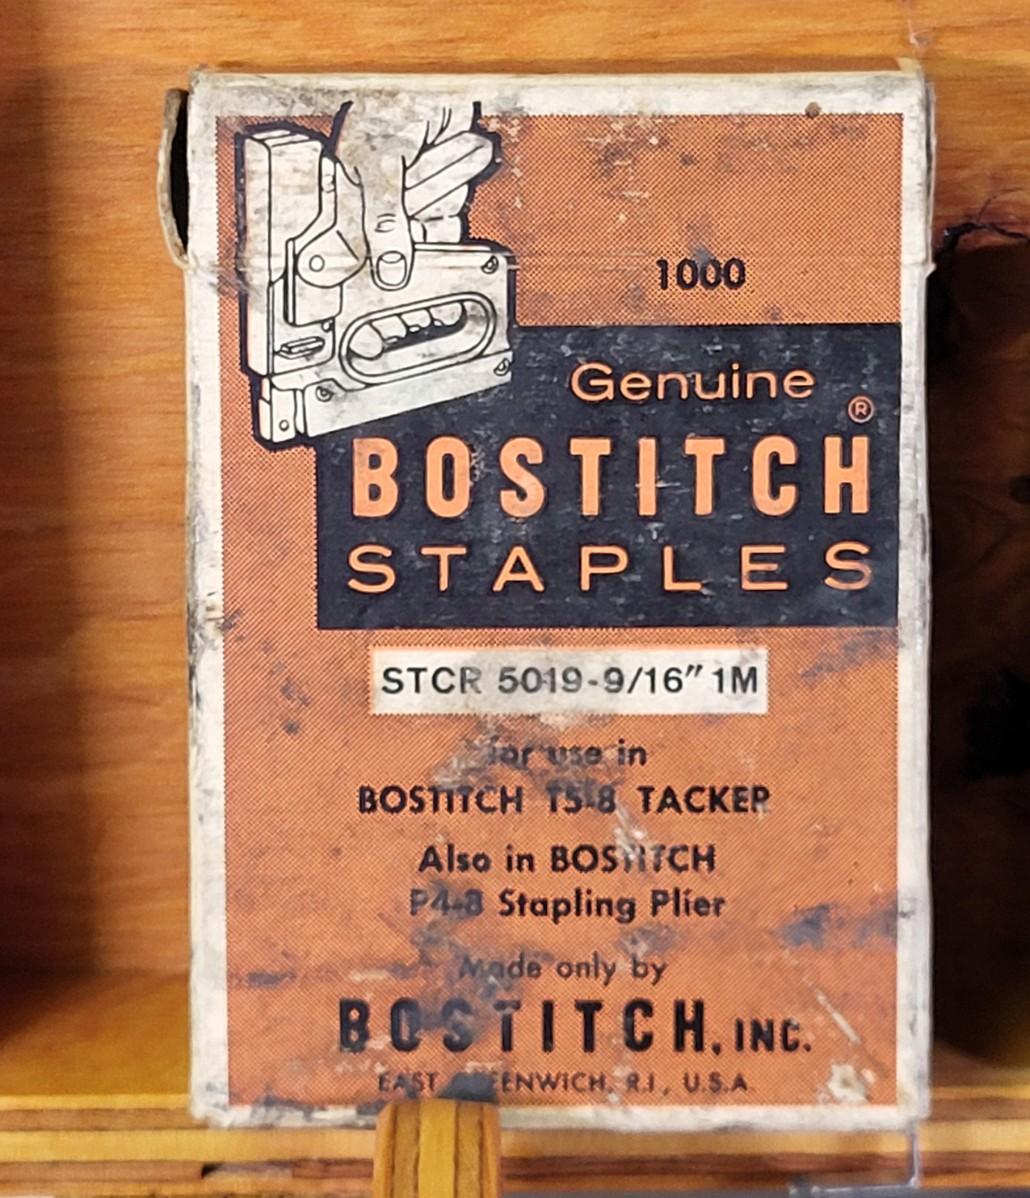 1000
Genuine
BOSTITCH ®
STAPLES
STCR 5019-9/16" 1M
for use in
BOSTITCH T5-8 TACKER
Also in BOSTITCH
P4-8 Stapling Plier
Made only by
BOSTITCH, INC.
EAST GREENWICH, R.I., U.S.A